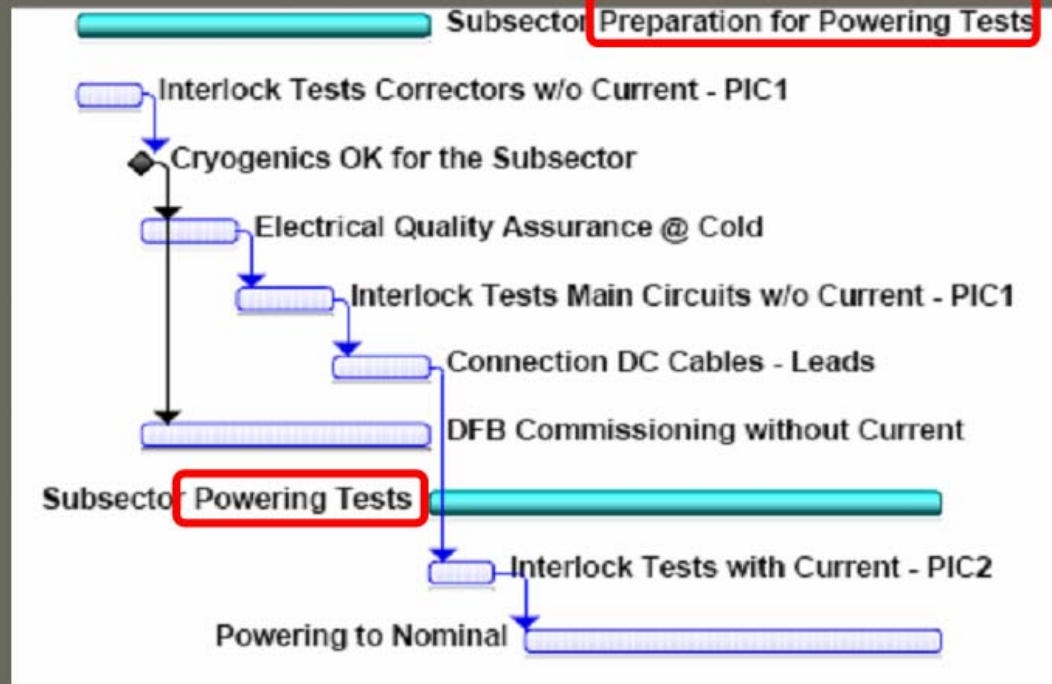 Subsector Preparation for Powering Tests
Interlock Tests Correctors w/o Current - PIC1
Cryogenics OK for the Subsector
Electrical Quality Assurance @ Cold
Interlock Tests Main Circuits w/o Current - PIC1
Connection DC Cables - Leads
DFB Commissioning without Current
Subsector Powering Tests
Interlock Tests with Current - PIC2
Powering to Nominal